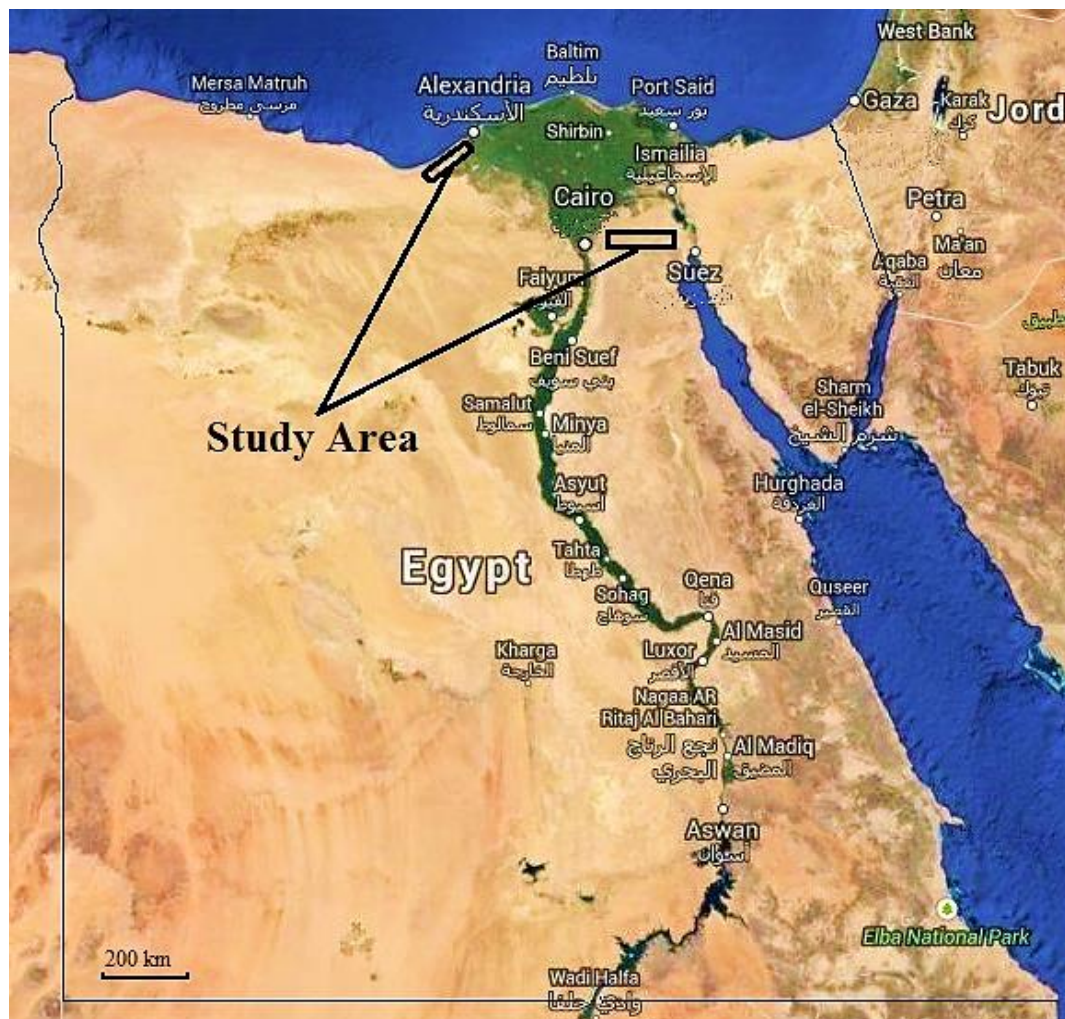 West Bank
Baltim
بلطيم
Mersa Matruh
مرسى مطروح
Alexandria
الأسكندرية
Port Said
بور سعيد
Gaza
Karak
كرك
Jord
Shirbin
Ismailia
الإسماعيلية
Cairo
Petra
Ma'an
معان
Suez
Aqaba
العقبة
Faiyum
تطبيق
Beni Suef
بني سويف
Tabuk
تبوك
Sharm
el-Sheikh
شرم الشيخ
Samalut
سمالوط
Minya
المنيا
Study Area
Asyut
أسيوط
Hurghada
الغردقة
Egypt
Tahta
طهطا
Sohag
سوهاج
Qena
قنا
Quseer
القصير
Al Masid
المسيد
Kharga
الخارجة
Luxor
الأقصر
Nagaa AR
Ritaj Al Bahari
نجع الرتاج
البحري
Al Madiq
المضيق
Aswan
أسوان
Elba National Park
200 km
Wadi Halfa
وادي حلفا